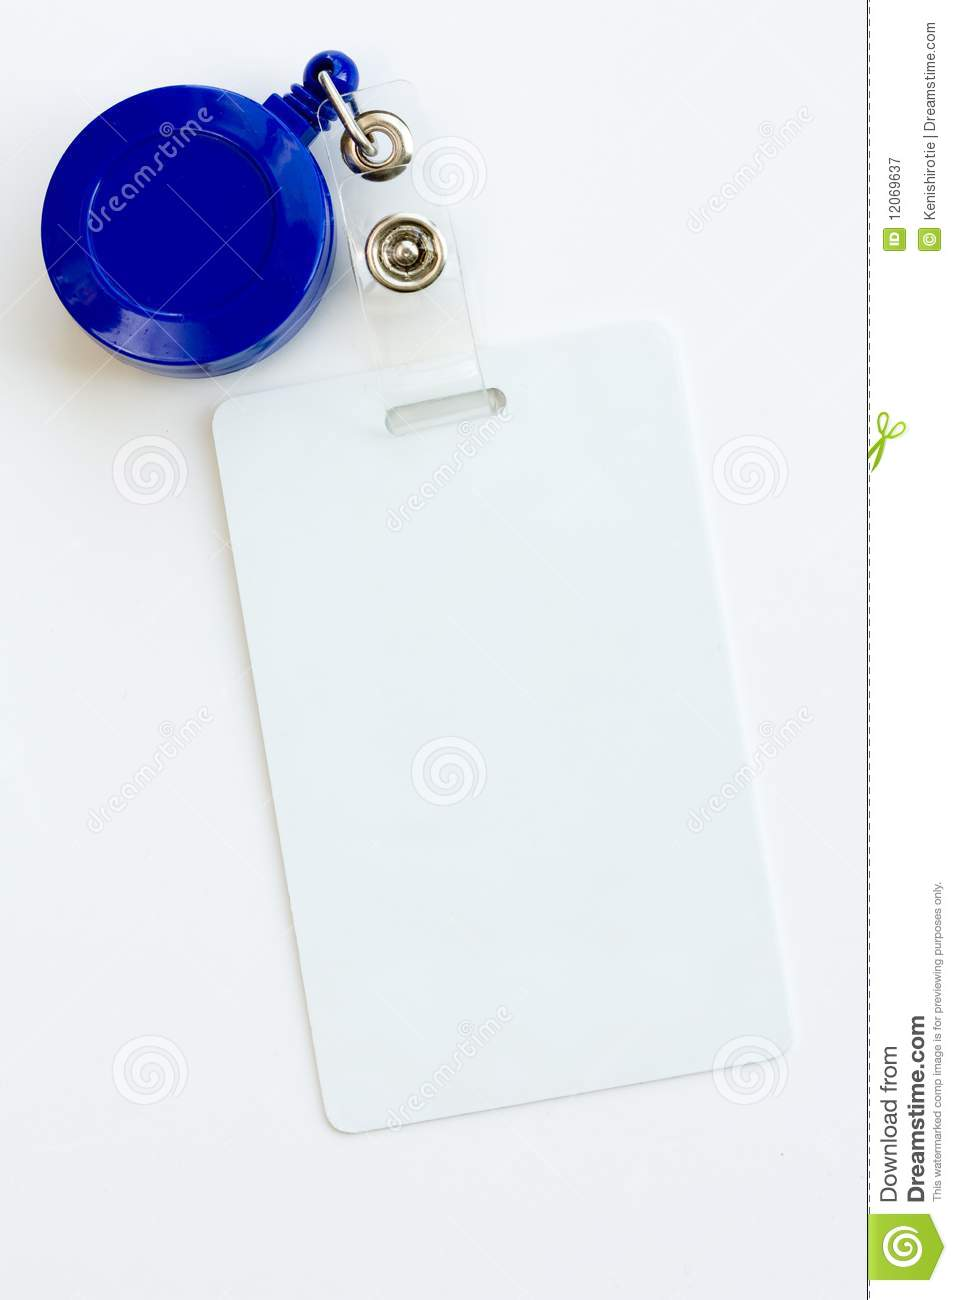 ID 12069637
© Kenishirotie | Dreamstime.com
Download from
Dreamstime.com
This watermarked comp image is for previewing purposes only.
dreamstime
dreamstime
dreamstime
dreamstime
dreamstime
dreamstime